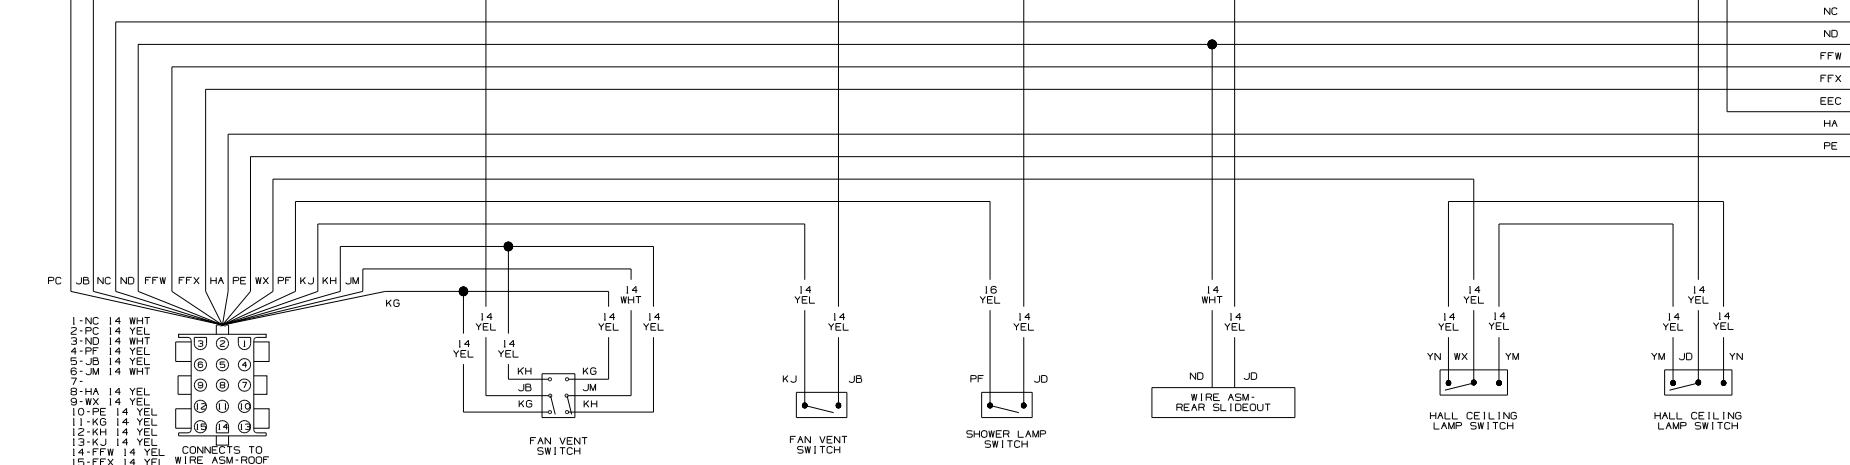 NC
ND
FFW
FFX
EEC
HA
PE
PC JB NC ND FFW FFX HA PE WX PF KJ KH JM
KG
1-NC 14 WHT
2-PC 14 YEL
3-ND 14 WHT
4-PF 14 YEL
5-JB 14 YEL
6-JM 14 WHT
7-
8-HA 14 YEL
9-WX 14 YEL
10-PE 14 YEL
11-KG 14 YEL
12-KH 14 YEL
13-KJ 14 YEL
14-FFW 14 YEL
15-FFX 14 YEL
3 2 1
6 5 4
9 8 7
12 11 10
15 14 13
CONNECTS TO
WIRE ASM-ROOF
14
YEL
14
YEL
14
YEL
14
YEL
14
WHT
14
YEL
KH KG
JB JM
KG KH
FAN VENT
SWITCH
14
YEL
14
YEL
KJ JB
FAN VENT
SWITCH
16
YEL
14
YEL
PF JD
SHOWER LAMP
SWITCH
14
WHT
14
YEL
ND JD
WIRE ASM-
REAR SLIDEOUT
14
YEL
14
YEL
14
YEL
YN WX YM
HALL CEILING
LAMP SWITCH
14
YEL
14
YEL
14
YEL
YM JD YN
HALL CEILING
LAMP SWITCH